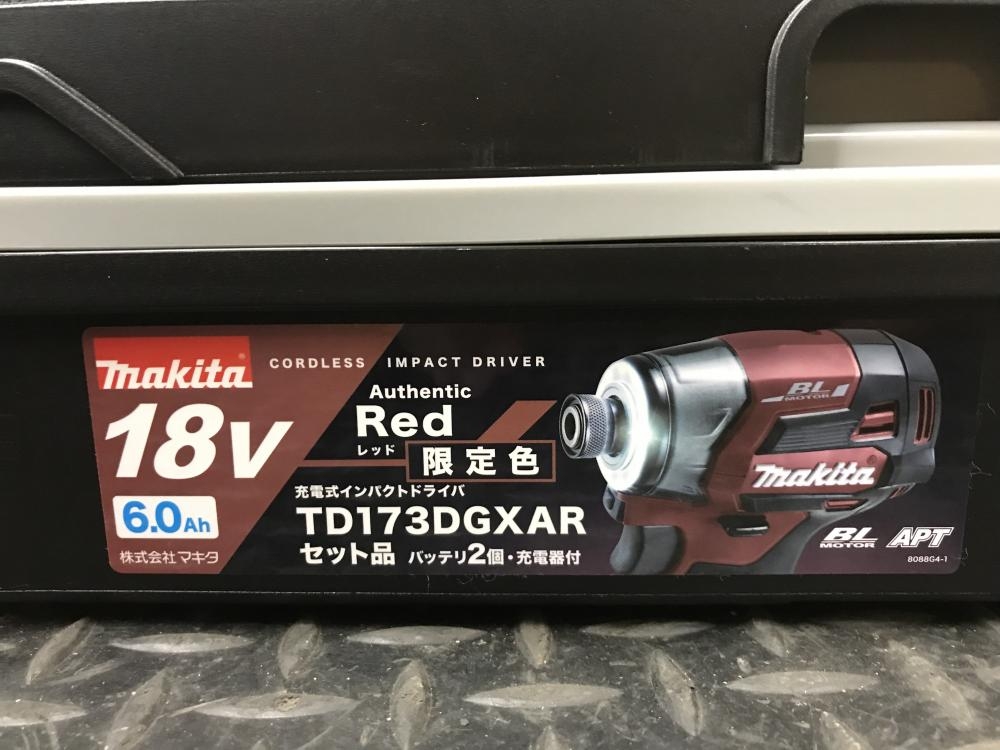 makita
18V
6.0Ah
株式会社マキタ
CORDLESS IMPACT DRIVER
Authentic
Red
レッド
限定色
充電式インパクトドライバ
TD173DGXAR
セット品 バッテリ2個・充電器付
BL
MOTOR
makita
BL
MOTOR
APT
8088G4-1